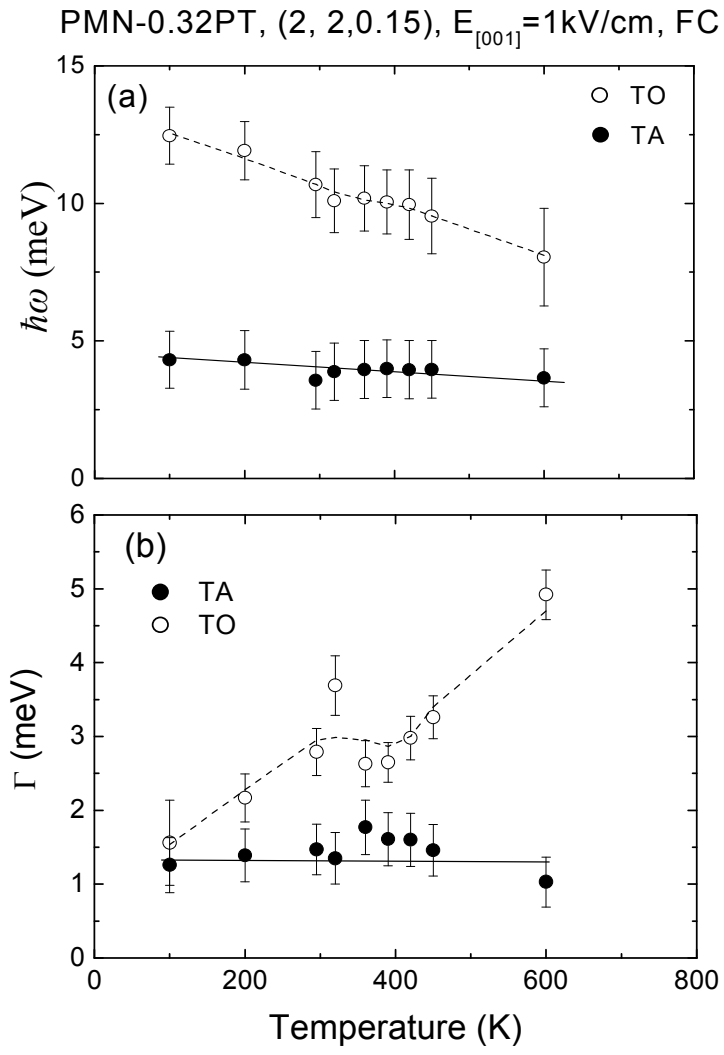 PMN-0.32PT, (2, 2,0.15), E[001]=1kV/cm, FC
15
(a)
TO
TA
10
ħω (meV)
5
0
6
(b)
5
TA
TO
4
3
Γ (meV)
2
1
0
0
200
400
600
800
Temperature (K)